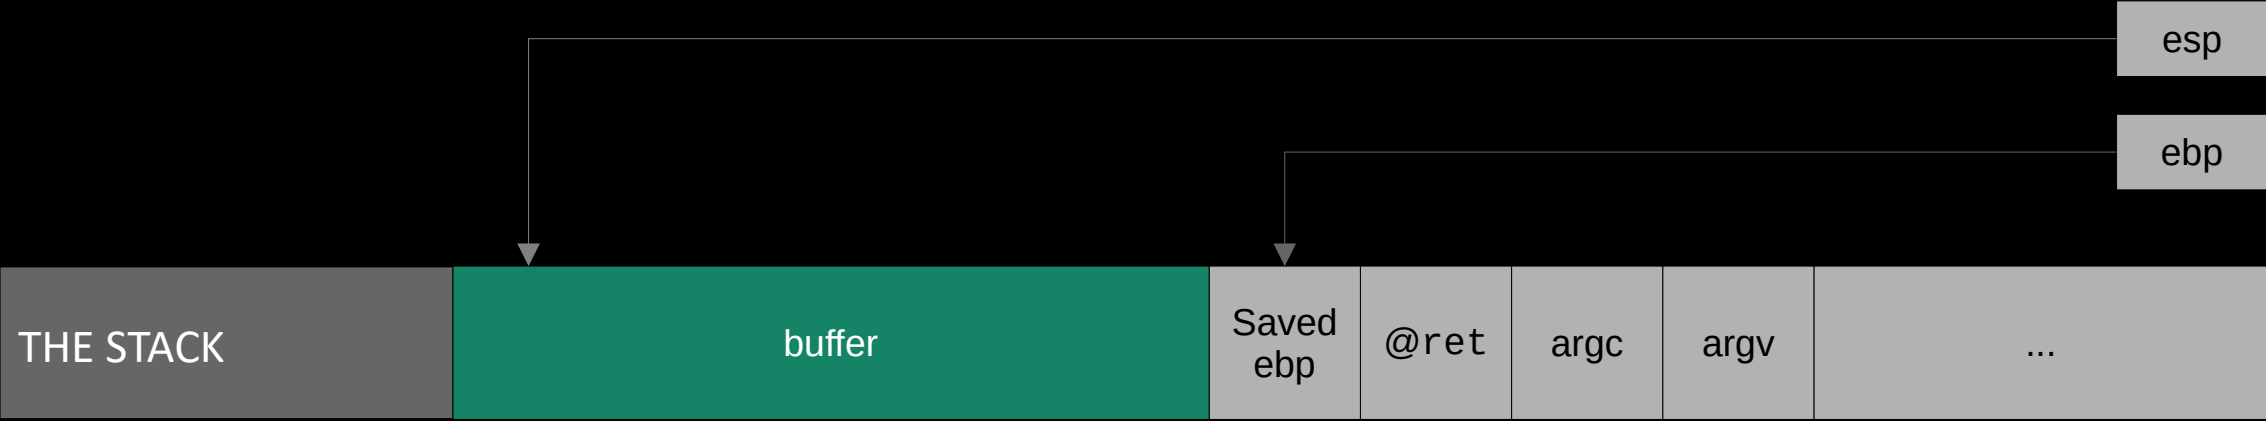 esp
ebp
THE STACK
buffer
Saved
ebp
@ret
argc
argv
...